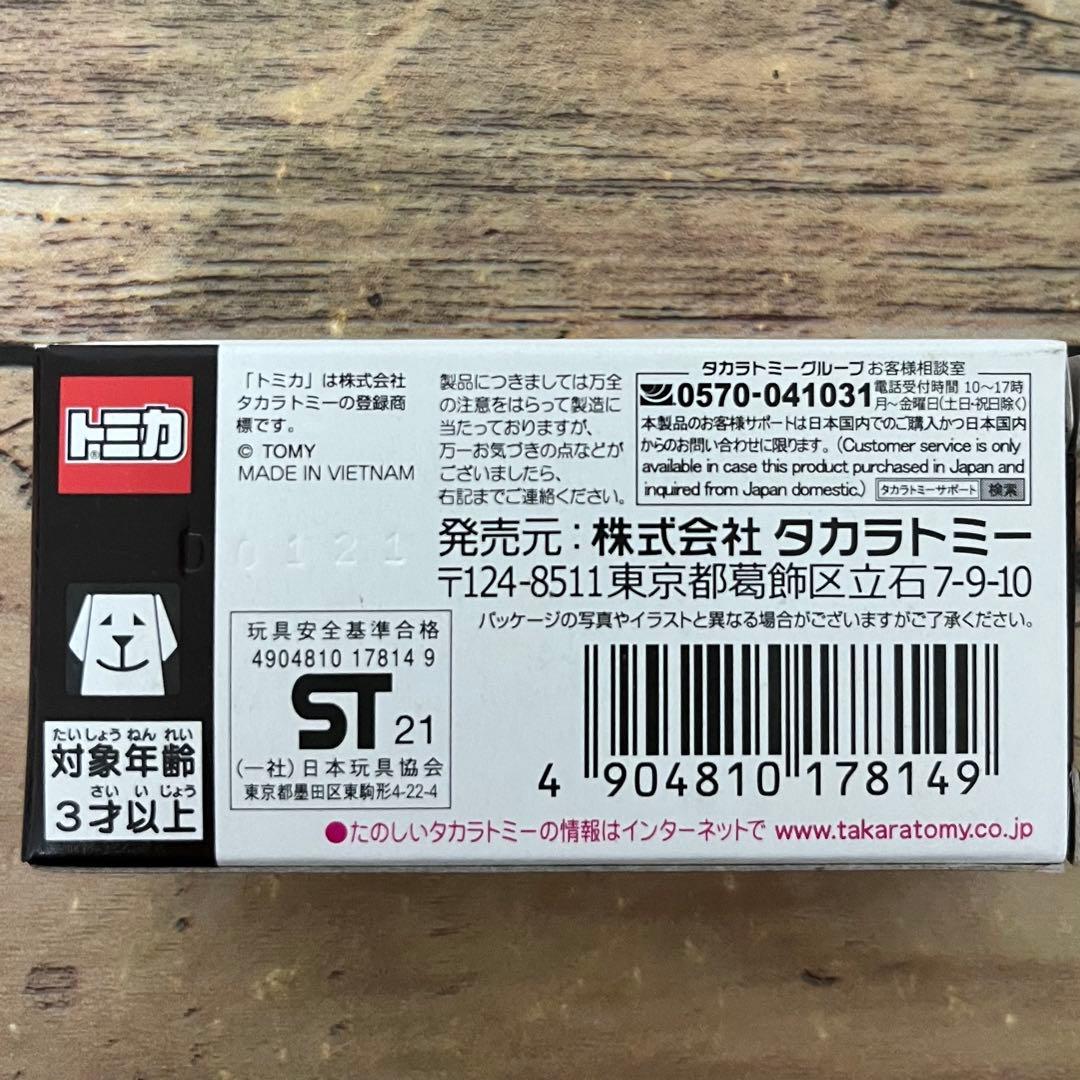 トミカ
®
たいしょう ねん れい
対象年齢
さい い じょう
3才以上
「トミカ」は株式会社
タカラトミーの登録商
標です。
© TOMY
MADE IN VIETNAM
製品につきましては万全
の注意をはらって製造に
当たっておりますが、
万一お気づきの点などが
ございましたら、
右記までご連絡ください。
タカラトミーグループ お客様相談室
0570-041031 電話受付時間 10〜17時
月〜金曜日(土日・祝日除く)
本製品のお客様サポートは日本国内でのご購入かつ日本国内
からのお問い合わせに限ります。(Customer service is only
available in case this product purchased in Japan and
inquired from Japan domestic.) タカラトミーサポート 検索
D0121
発売元:株式会社 タカラトミー
〒124-8511 東京都葛飾区立石7-9-10
パッケージの写真やイラストと異なる場合がございますがご了承ください。
玩具安全基準合格
4904810 17814 9
ST 21
(一社)日本玩具協会
東京都墨田区東駒形4-22-4
4 904810 178149
●たのしいタカラトミーの情報はインターネットで www.takaratomy.co.jp